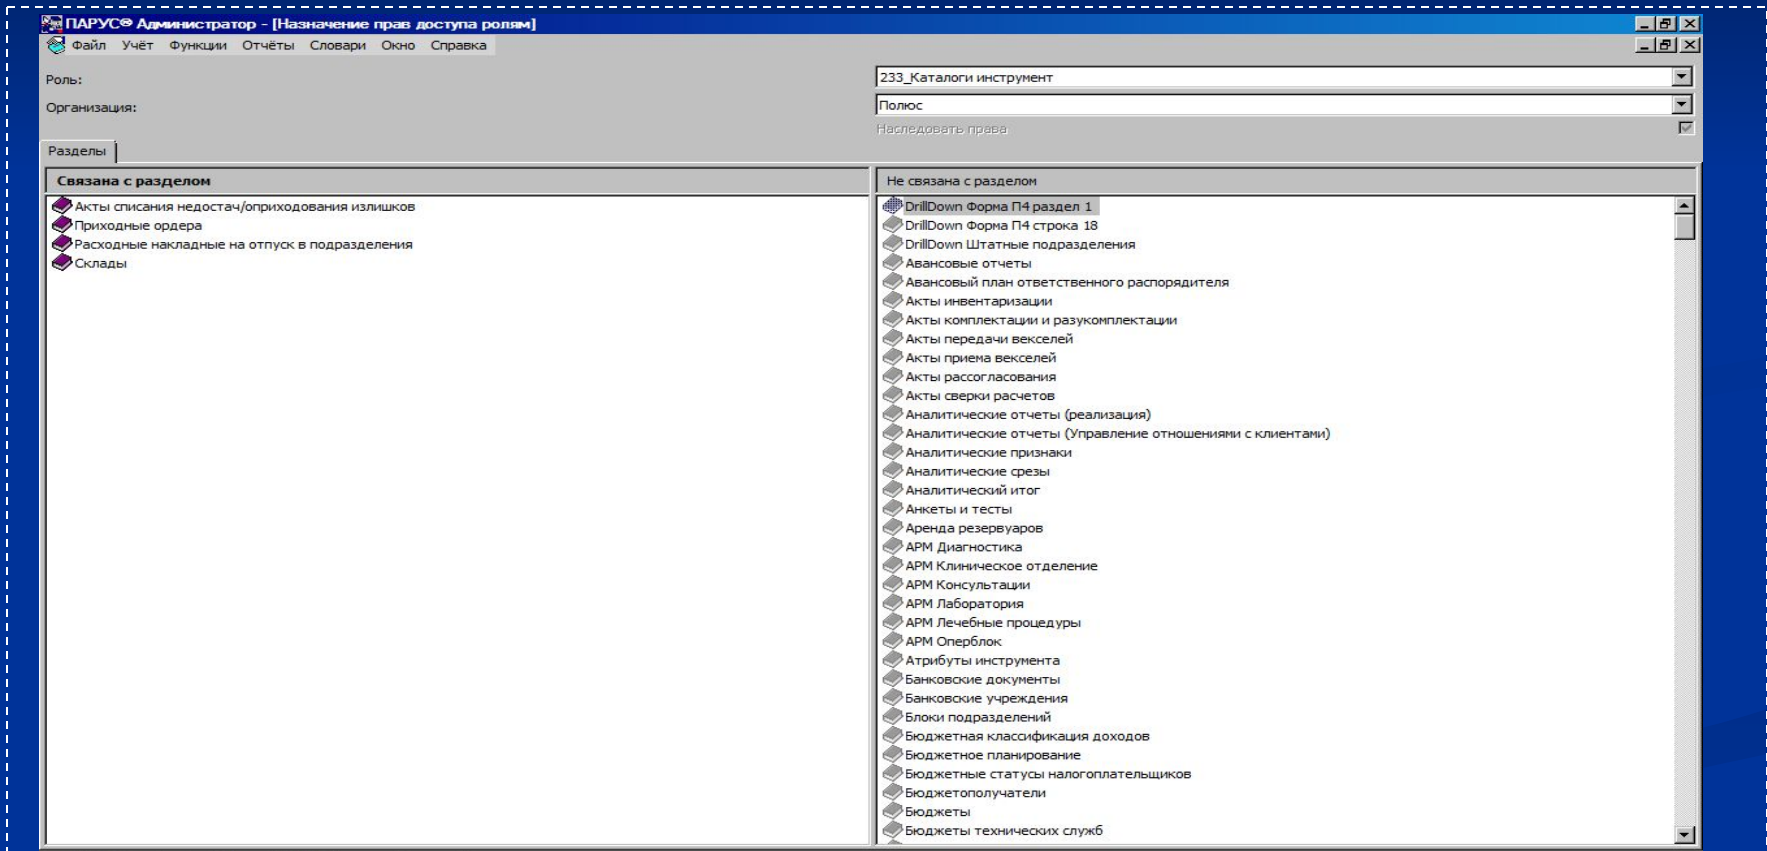 ПАРУС® Администратор - [Назначение прав доступа ролям]
Файл Учёт Функции Отчёты Словари Окно Справка
Роль:
233_Каталоги инструмент
Организация:
Полюс
Наследовать права
Разделы
Связана с разделом
Акты списания недостач/оприходования излишков
Приходные ордера
Расходные накладные на отпуск в подразделения
Склады
Не связана с разделом
DrillDown Форма П4 раздел 1
DrillDown Форма П4 строка 18
DrillDown Штатные подразделения
Авансовые отчеты
Авансовый план ответственного распорядителя
Акты инвентаризации
Акты комплектации и разукомплектации
Акты передачи векселей
Акты приема векселей
Акты рассогласования
Акты сверки расчетов
Аналитические отчеты (реализация)
Аналитические отчеты (Управление отношениями с клиентами)
Аналитические признаки
Аналитические срезы
Аналитический итог
Анкеты и тесты
Аренда резервуаров
АРМ Диагностика
АРМ Клиническое отделение
АРМ Консультации
АРМ Лаборатория
АРМ Лечебные процедуры
АРМ Оперблок
Атрибуты инструмента
Банковские документы
Банковские учреждения
Блоки подразделений
Бюджетная классификация доходов
Бюджетное планирование
Бюджетные статусы налогоплательщиков
Бюджетополучатели
Бюджеты
Бюджеты технических служб